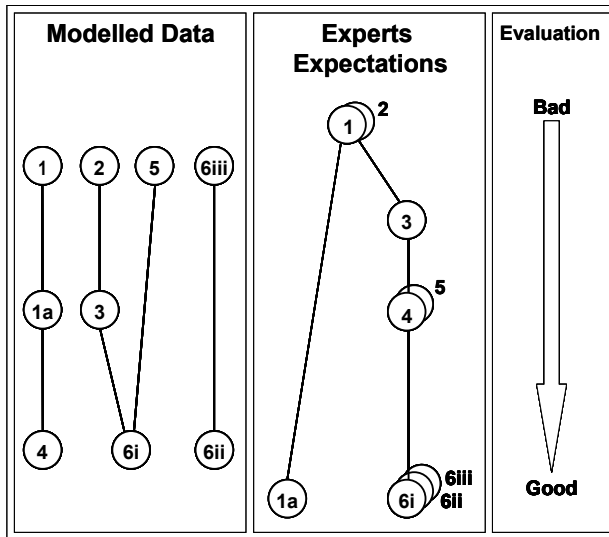 Modelled Data
1
2
5
6iii
1a
3
4
6i
6ii
Experts
Expectations
1
2
3
5
4
6iii
1a
6i
6ii
Evaluation
Bad
Good